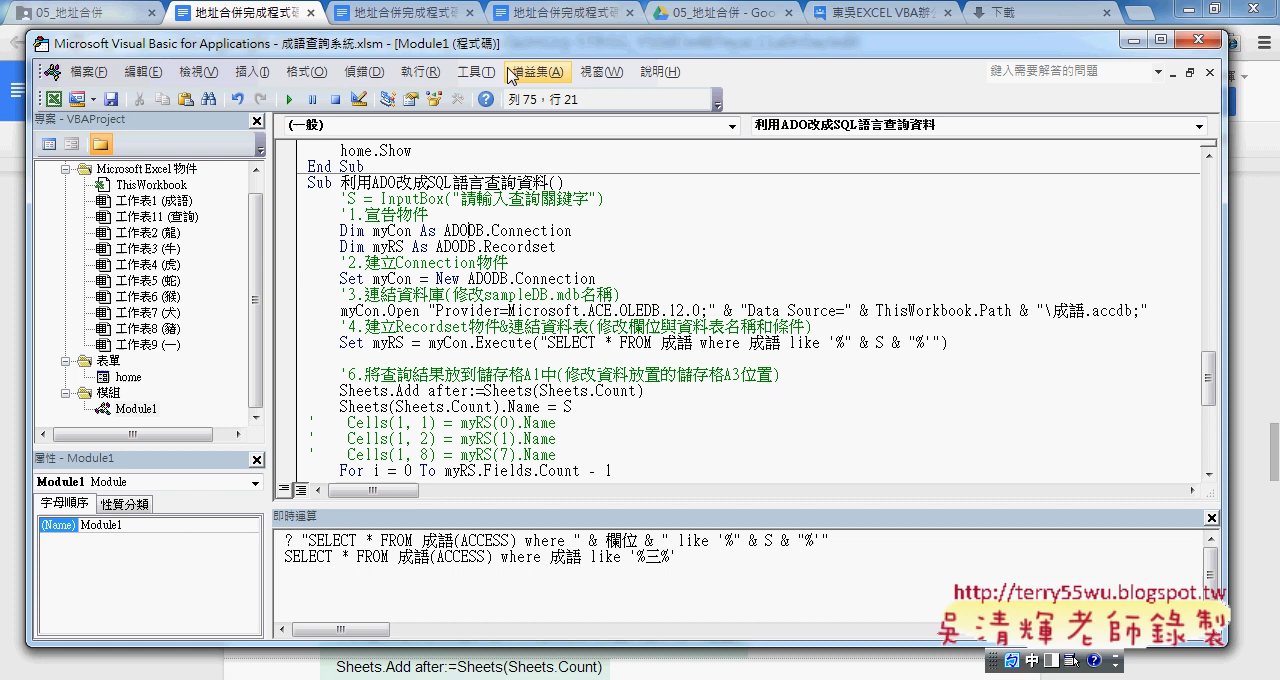 05_地址合併
地址合併完成程式碼
地址合併完成程式碼
地址合併完成程式碼
05_地址合併 - Goo
東吳EXCEL VBA辦公
下載
Microsoft Visual Basic for Applications - 成語查詢系統.xlsm - [Module1 (程式碼)]
檔案(F) 編輯(E) 檢視(V) 插入(I) 格式(O) 偵錯(D) 執行(R) 工具(T) 增益集(A) 視窗(W) 說明(H) 鍵入需要解答的問題
列 75，行 21
專案 - VBAProject
(一般) 利用ADO改成SQL語言查詢資料
Microsoft Excel 物件
ThisWorkbook
工作表1 (成語)
工作表11 (查詢)
工作表2 (龍)
工作表3 (牛)
工作表4 (虎)
工作表5 (蛇)
工作表6 (猴)
工作表7 (犬)
工作表8 (豬)
工作表9 (一)
表單
home
模組
Module1
home.Show
End Sub
Sub 利用ADO改成SQL語言查詢資料()
'S = InputBox("請輸入查詢關鍵字")
'1.宣告物件
Dim myCon As ADODB.Connection
Dim myRS As ADODB.Recordset
'2.建立Connection物件
Set myCon = New ADODB.Connection
'3.連結資料庫(修改sampleDB.mdb名稱)
myCon.Open "Provider=Microsoft.ACE.OLEDB.12.0;" & "Data Source=" & ThisWorkbook.Path & "\成語.accdb;"
'4.建立Recordset物件&連結資料表(修改欄位與資料表名稱和條件)
Set myRS = myCon.Execute("SELECT * FROM 成語 where 成語 like '%" & S & "%'")
'6.將查詢結果放到儲存格A1中(修改資料放置的儲存格A3位置)
Sheets.Add after:=Sheets(Sheets.Count)
Sheets(Sheets.Count).Name = S
' Cells(1, 1) = myRS(0).Name
' Cells(1, 2) = myRS(1).Name
' Cells(1, 8) = myRS(7).Name
For i = 0 To myRS.Fields.Count - 1
屬性 - Module1
Module1 Module
字母順序 性質分類
(Name) Module1
即時運算
? "SELECT * FROM 成語(ACCESS) where " & 欄位 & " like '%" & S & "%'"
SELECT * FROM 成語(ACCESS) where 成語 like '%三%'
http://terry55wu.blogspot.tw
吳清輝老師錄製
中
Sheets.Add after:=Sheets(Sheets.Count)